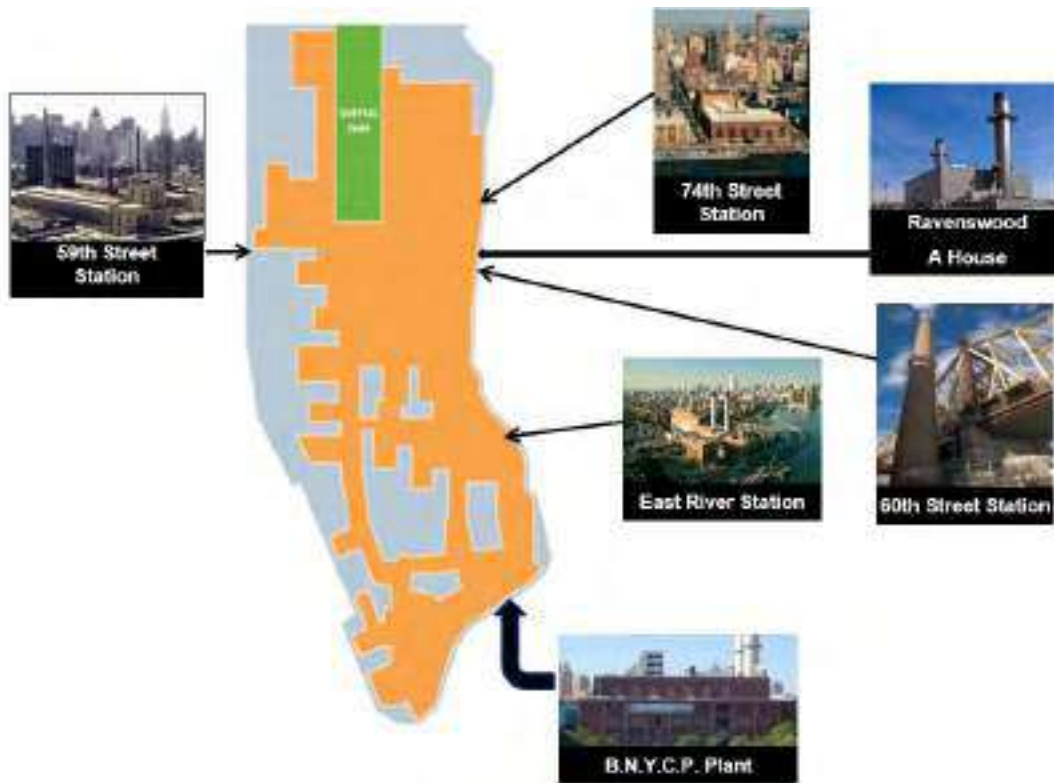 59th Street
Station
74th Street
Station
Ravenswood
A House
East River Station
60th Street Station
B.N.Y.C.P. Plant